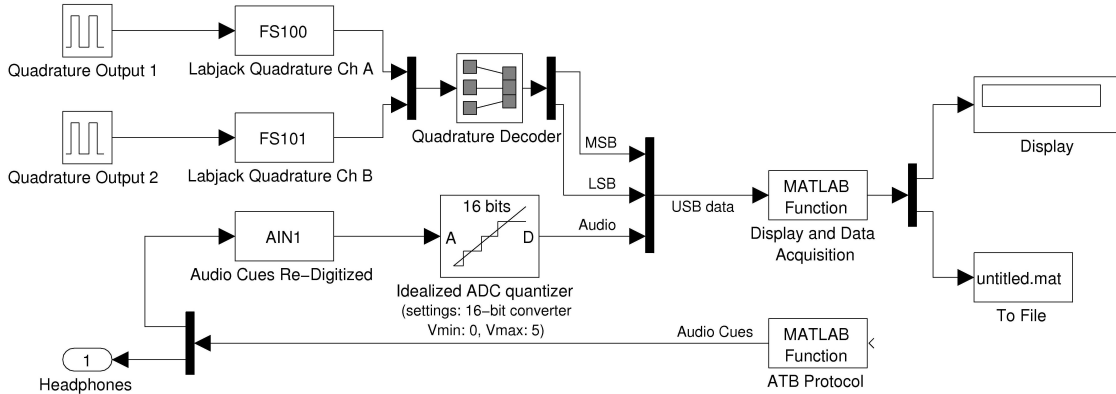 FS100
Quadrature Output 1
Labjack Quadrature Ch A
FS101
Quadrature Output 2
Labjack Quadrature Ch B
Quadrature Decoder
MSB
LSB
Audio
USB data
MATLAB
Function
Display and Data
Acquisition
Display
untitled.mat
To File
AIN1
Audio Cues Re−Digitized
16 bits
A
D
Idealized ADC quantizer
(settings: 16−bit converter
Vmin: 0, Vmax: 5)
Audio Cues
MATLAB
Function
ATB Protocol
1
Headphones